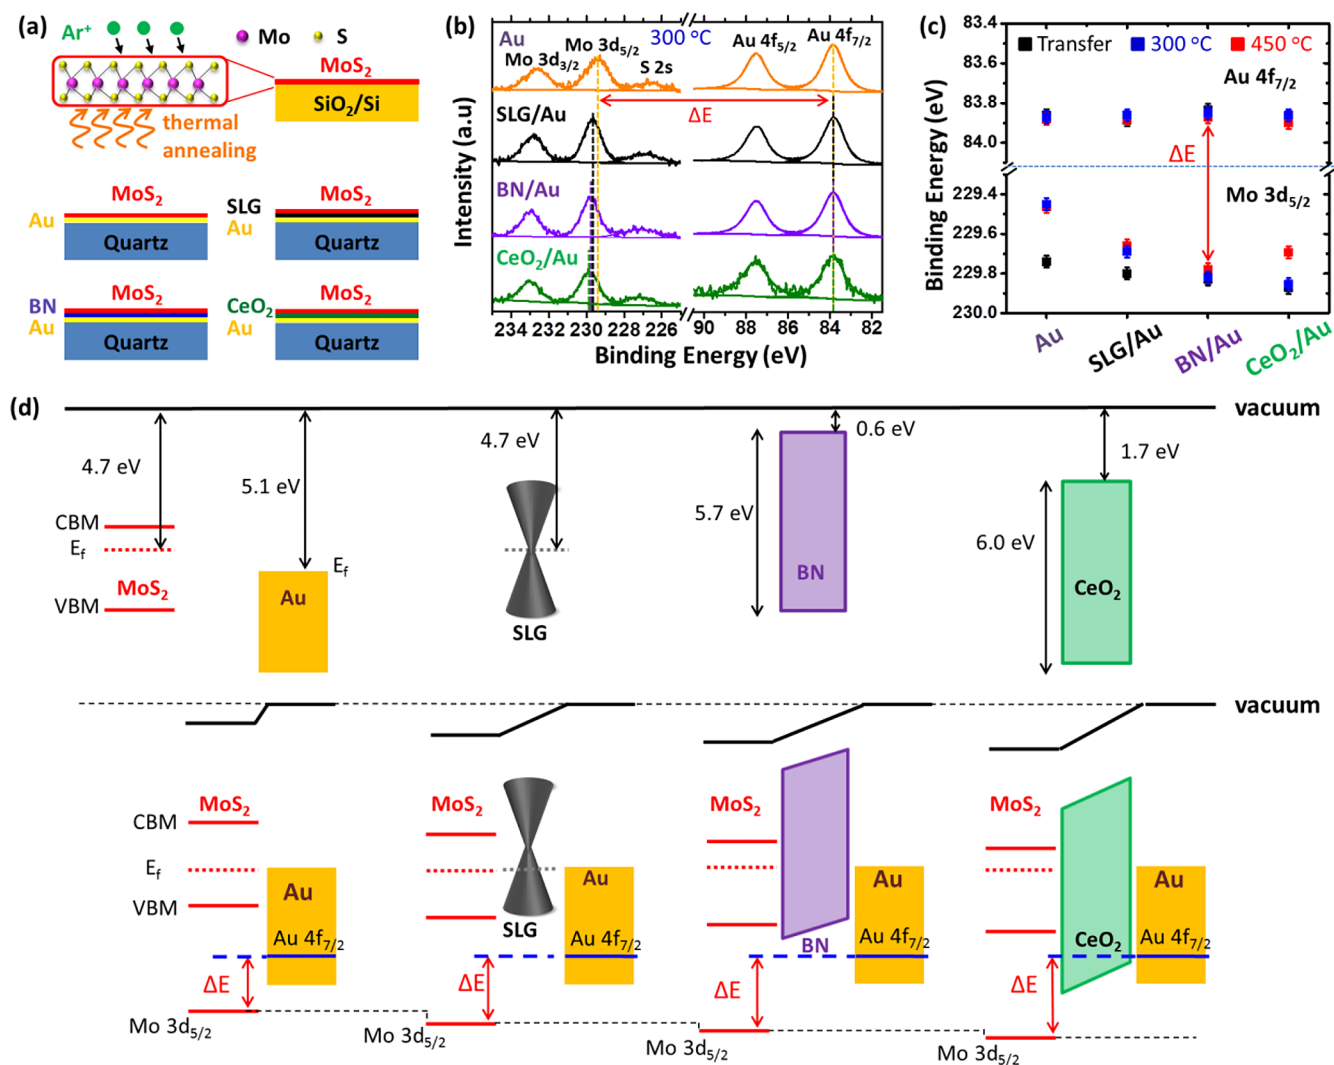 (a)
Ar⁺
Mo
S
MoS₂
SiO₂/Si
thermal
annealing
MoS₂
Au
Quartz
MoS₂
SLG
Au
Quartz
MoS₂
BN
Au
Quartz
MoS₂
CeO₂
Au
Quartz
(b)
Au
300 °C
Mo 3d₃/₂
Mo 3d₅/₂
S 2s
Au 4f₅/₂
Au 4f₇/₂
ΔE
SLG/Au
BN/Au
CeO₂/Au
Intensity (a.u)
234 232 230 228 226 90 88 86 84 82
Binding Energy (eV)
(c)
Transfer 300 °C 450 °C
Au 4f₇/₂
ΔE
Mo 3d₅/₂
83.4
83.6
83.8
84.0
229.4
229.6
229.8
230.0
Binding Energy (eV)
Au
SLG/Au
BN/Au
CeO₂/Au
(d)
vacuum
4.7 eV
5.1 eV
4.7 eV
0.6 eV
1.7 eV
5.7 eV
6.0 eV
CBM
E_f
MoS₂
VBM
E_f
Au
SLG
BN
CeO₂
vacuum
MoS₂
CBM
E_f
VBM
Au
Au 4f₇/₂
ΔE
Mo 3d₅/₂
MoS₂
SLG
Au
Au 4f₇/₂
ΔE
Mo 3d₅/₂
MoS₂
BN
Au
Au 4f₇/₂
ΔE
Mo 3d₅/₂
MoS₂
CeO₂
Au
Au 4f₇/₂
ΔE
Mo 3d₅/₂